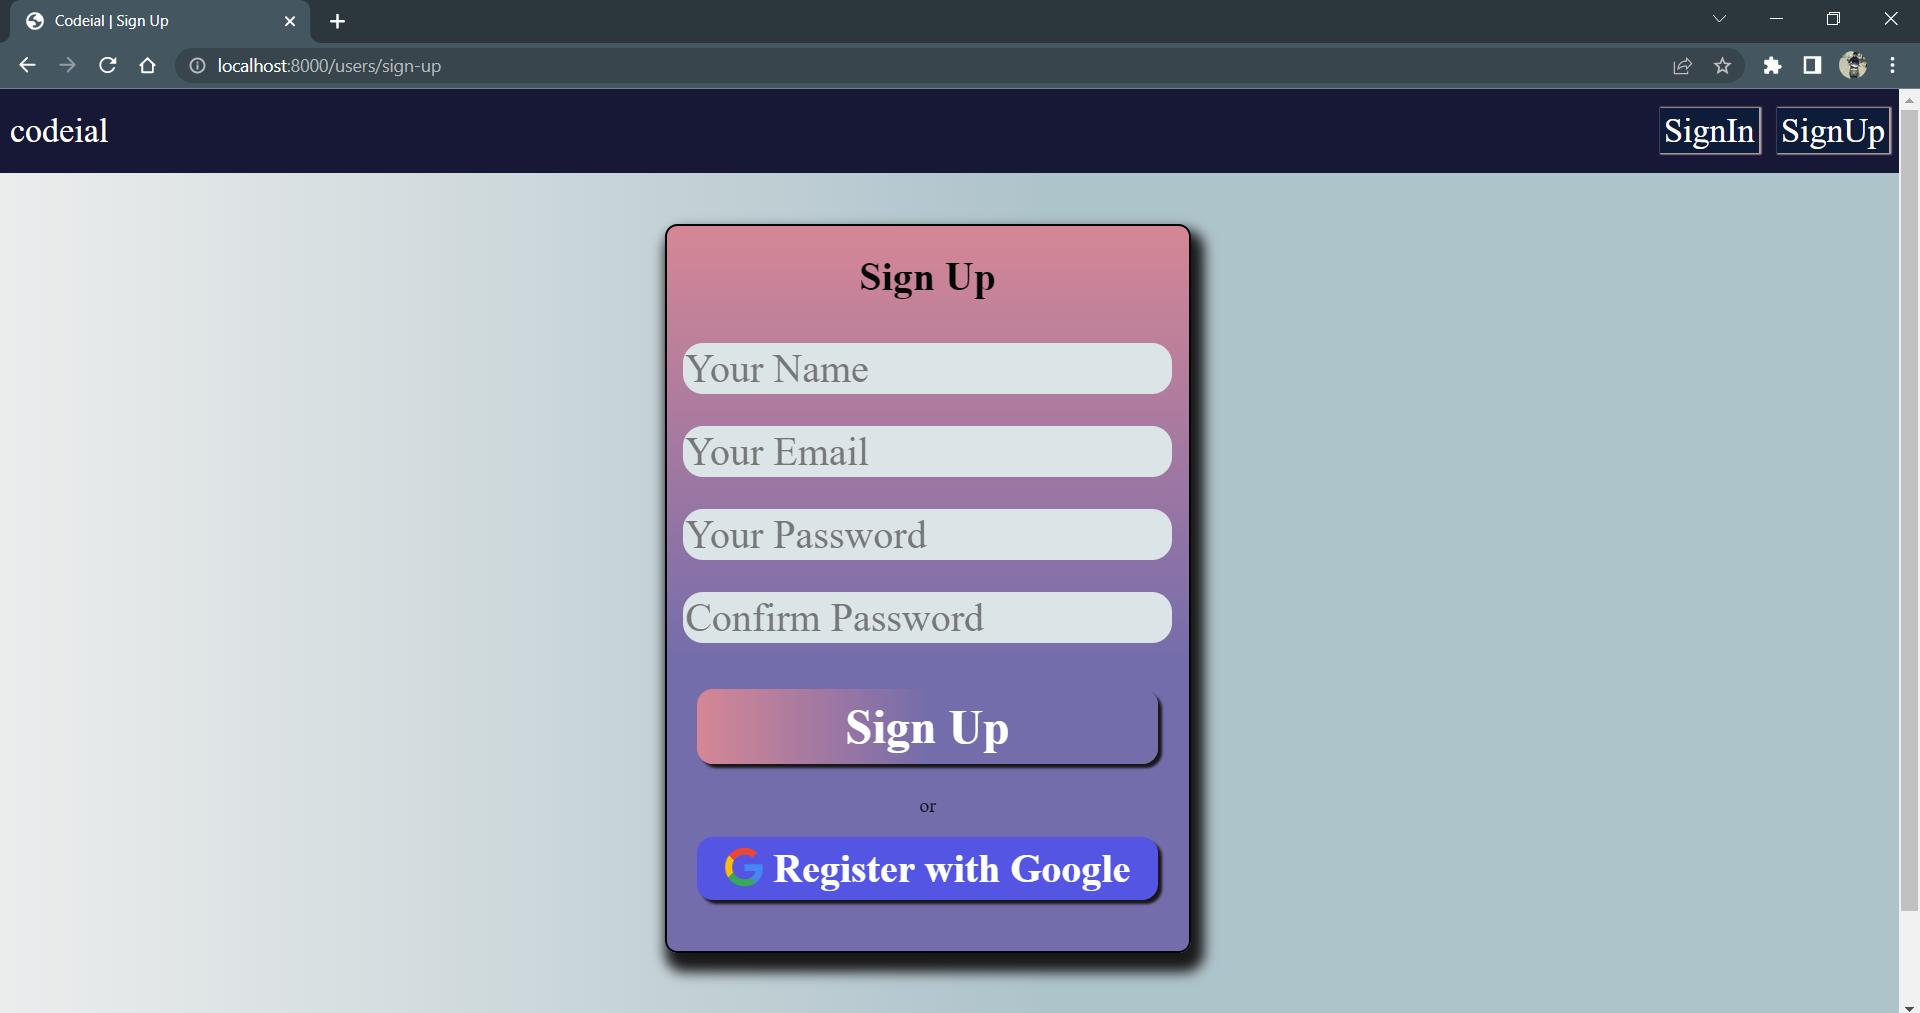 Codeial | Sign Up
localhost:8000/users/sign-up
codeial
SignIn SignUp
Sign Up
Your Name
Your Email
Your Password
Confirm Password
Sign Up
or
Register with Google